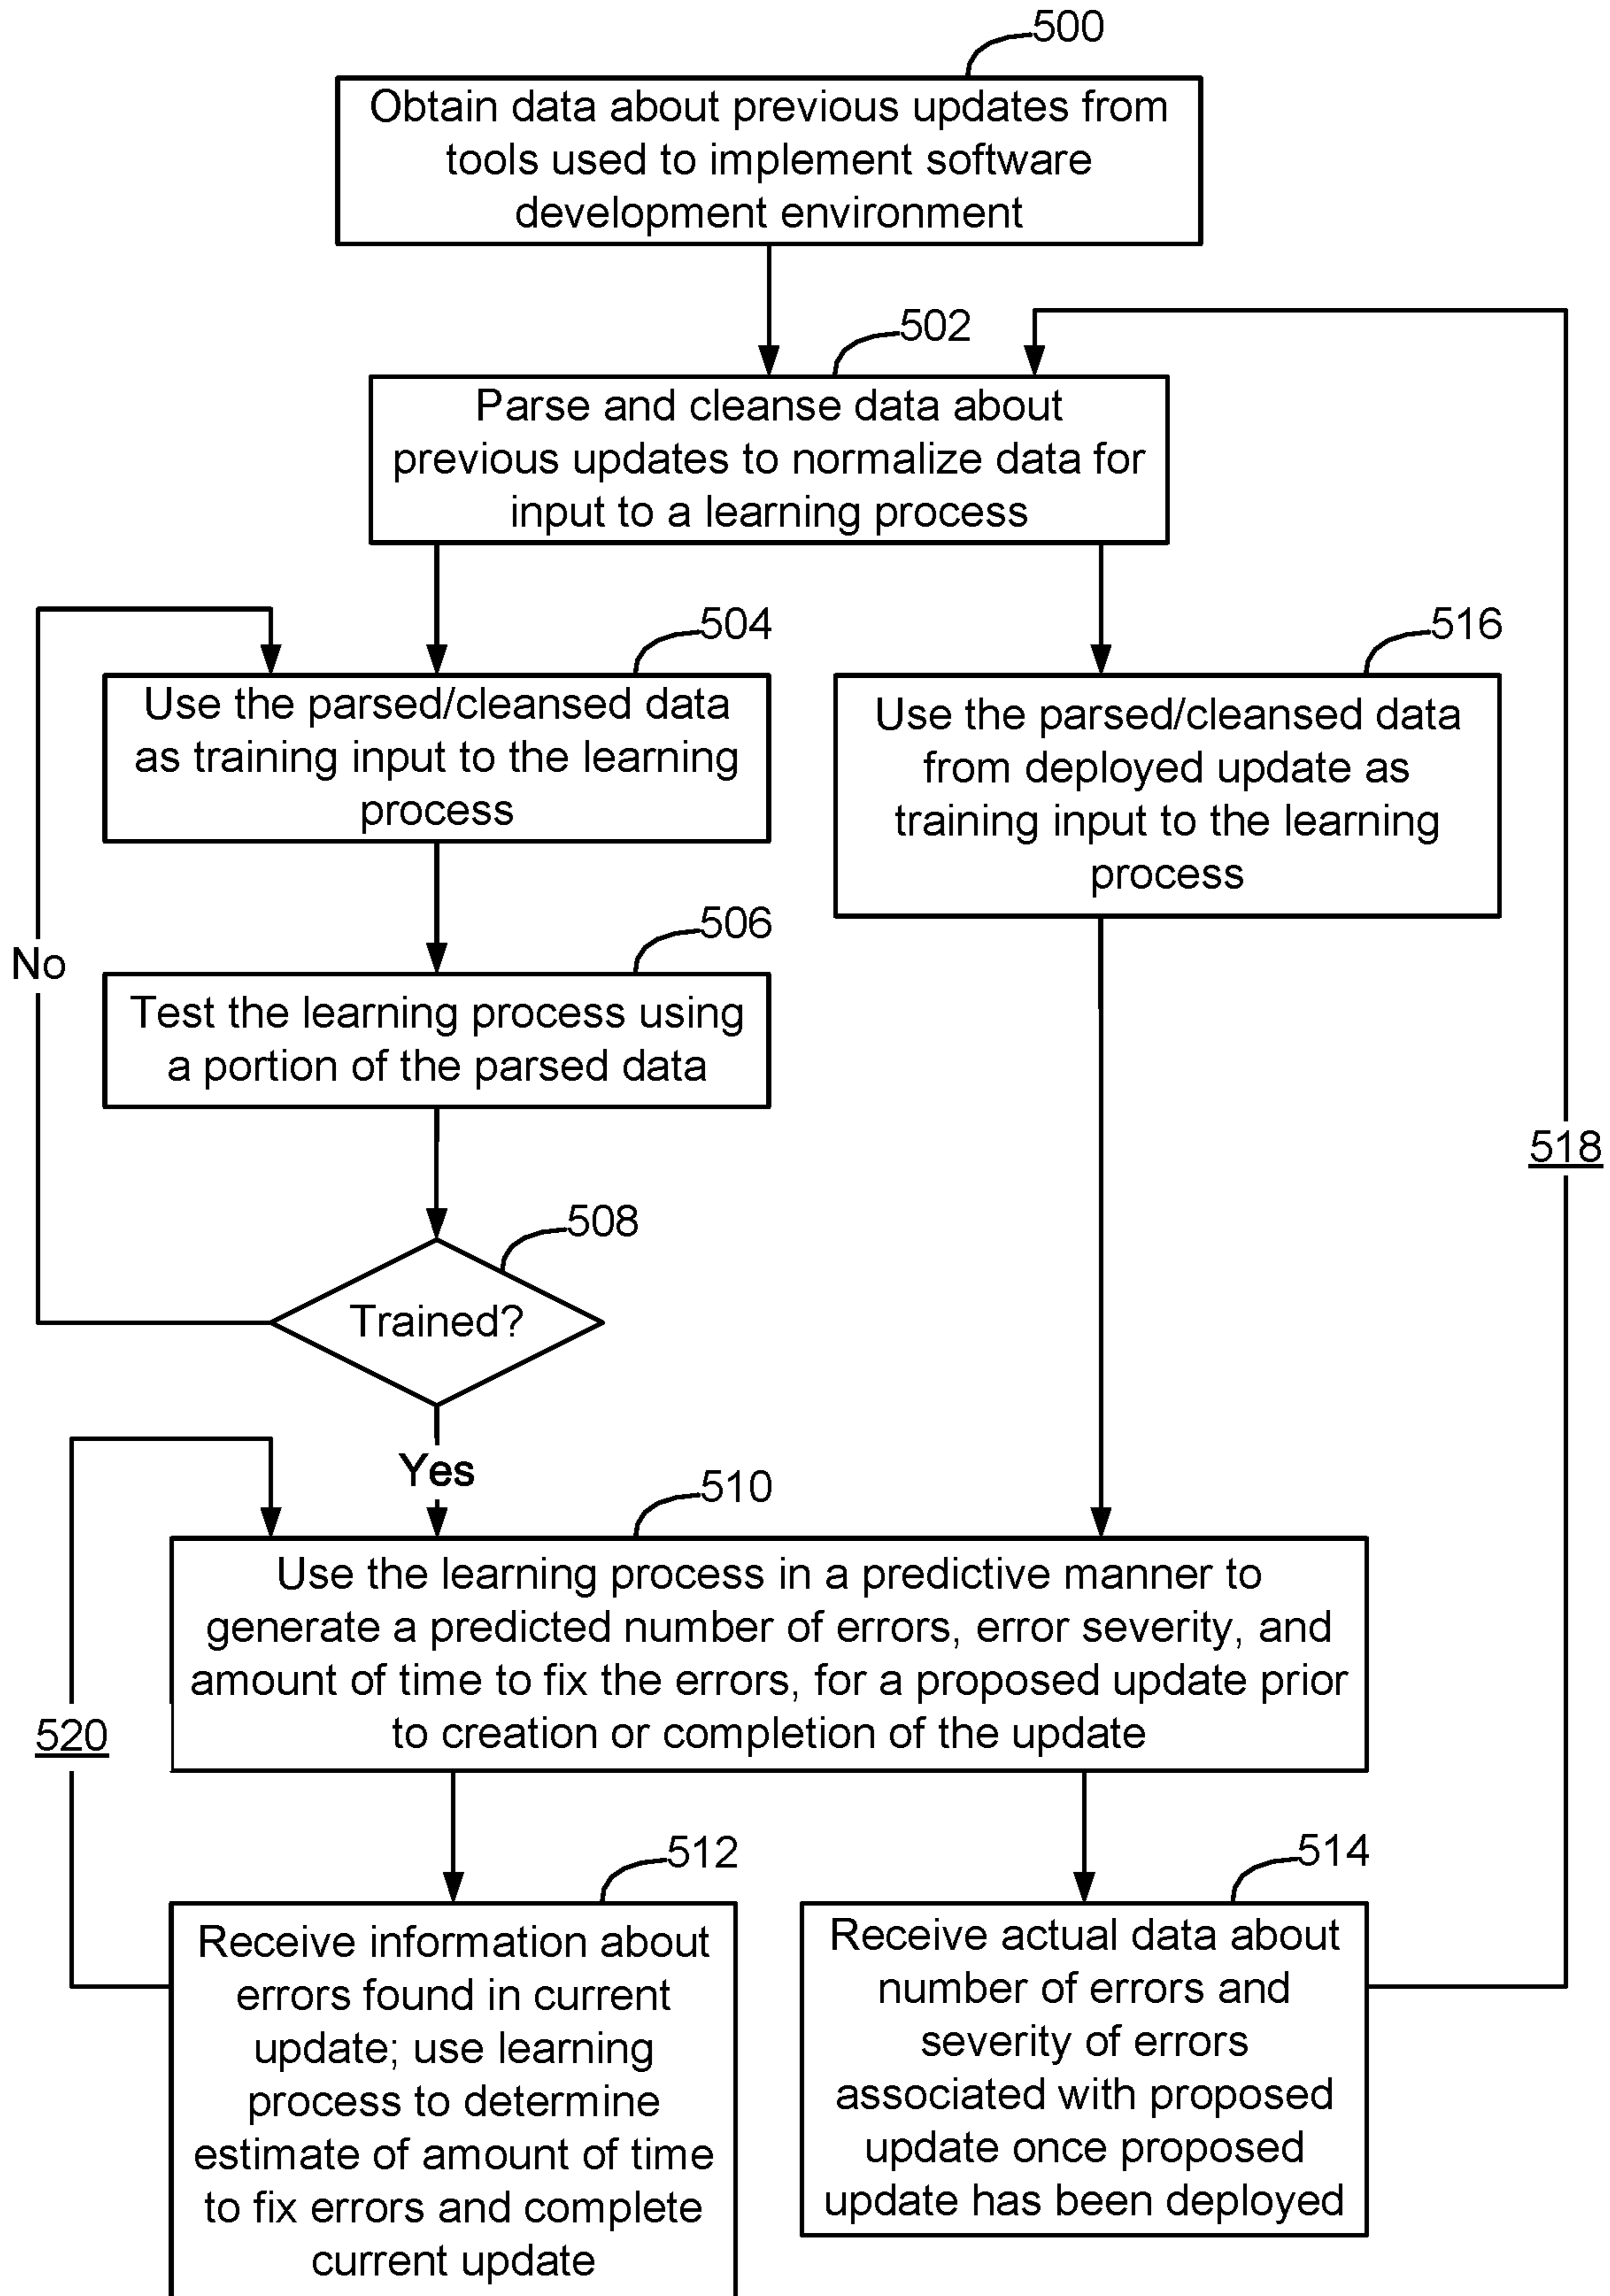 500
Obtain data about previous updates from
tools used to implement software
development environment
502
Parse and cleanse data about
previous updates to normalize data for
input to a learning process
504
Use the parsed/cleansed data
as training input to the learning
process
516
Use the parsed/cleansed data
from deployed update as
training input to the learning
process
No
506
Test the learning process using
a portion of the parsed data
518
508
Trained?
Yes
510
Use the learning process in a predictive manner to
generate a predicted number of errors, error severity, and
amount of time to fix the errors, for a proposed update prior
to creation or completion of the update
520
512
Receive information about
errors found in current
update; use learning
process to determine
estimate of amount of time
to fix errors and complete
current update
514
Receive actual data about
number of errors and
severity of errors
associated with proposed
update once proposed
update has been deployed